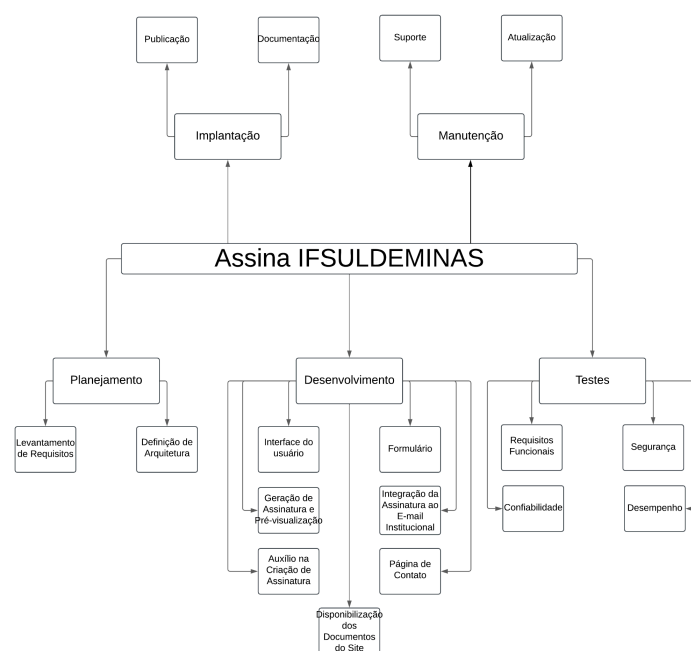 Publicação
Documentação
Suporte
Atualização
Implantação
Manutenção
Assina IFSULDEMINAS
Planejamento
Desenvolvimento
Testes
Levantamento
de Requisitos
Definição de
Arquitetura
Interface do
usuário
Formulário
Requisitos
Funcionais
Segurança
Geração de
Assinatura e
Pré-visualização
Integração da
Assinatura ao
E-mail
Institucional
Confiabilidade
Desempenho
Auxílio na
Criação de
Assinatura
Página de
Contato
Disponibilização
dos
Documentos
do Site